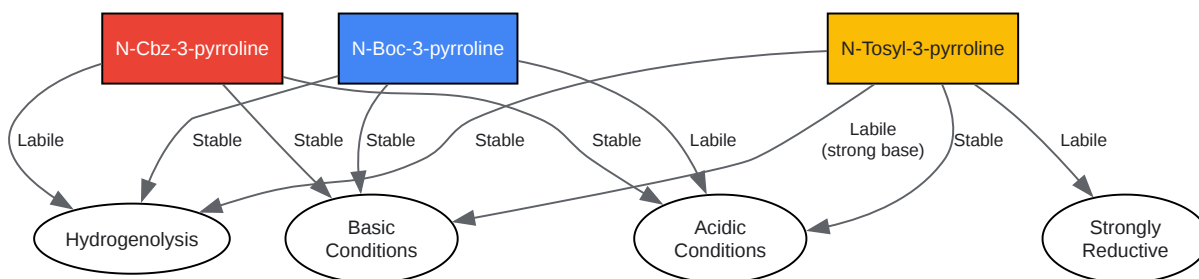 N-Cbz-3-pyrroline
N-Boc-3-pyrroline
N-Tosyl-3-pyrroline
Labile
Stable
Stable
Stable
Stable
Stable
Labile
Labile
(strong base)
Stable
Labile
Hydrogenolysis
Basic
Conditions
Acidic
Conditions
Strongly
Reductive